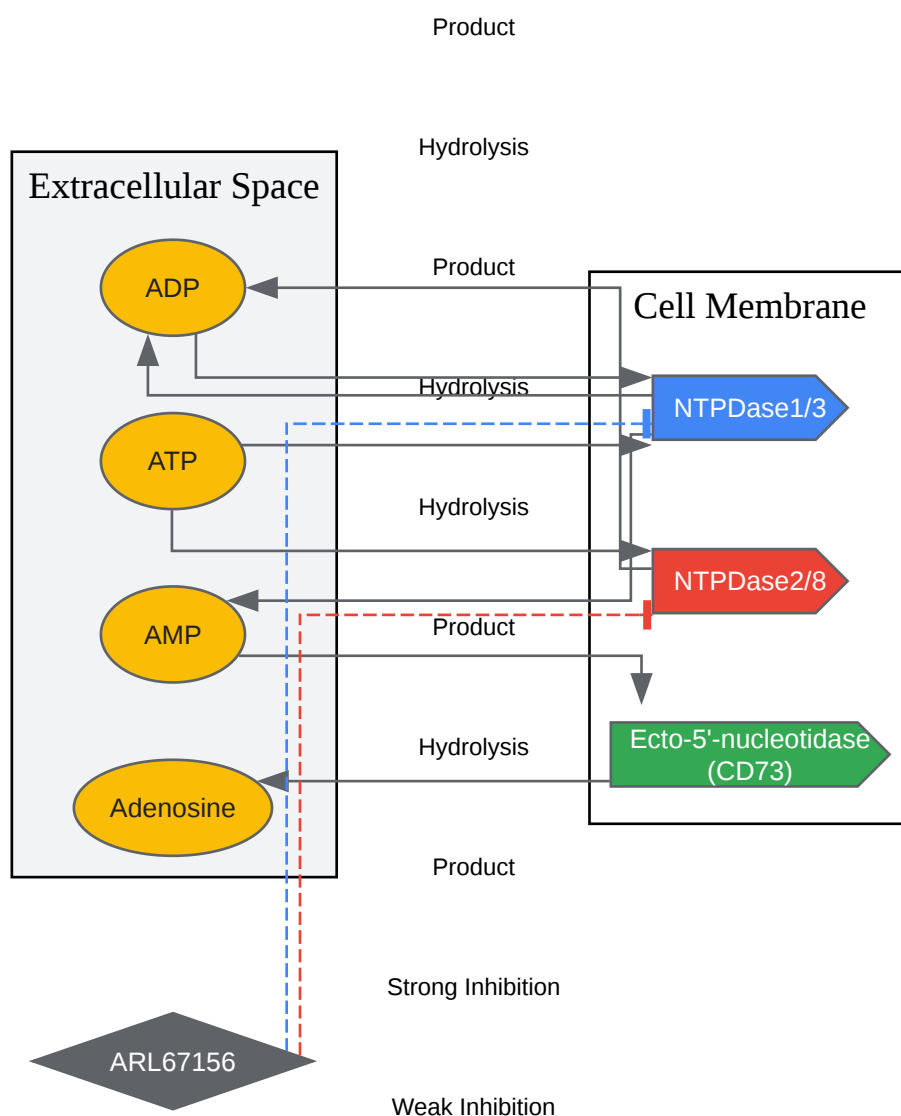 Product
Hydrolysis
Extracellular Space
Product
ADP
Cell Membrane
Hydrolysis
NTPDase1/3
ATP
Hydrolysis
NTPDase2/8
AMP
Product
Ecto-5'-nucleotidase
(CD73)
Hydrolysis
Adenosine
Product
Strong Inhibition
ARL67156
Weak Inhibition